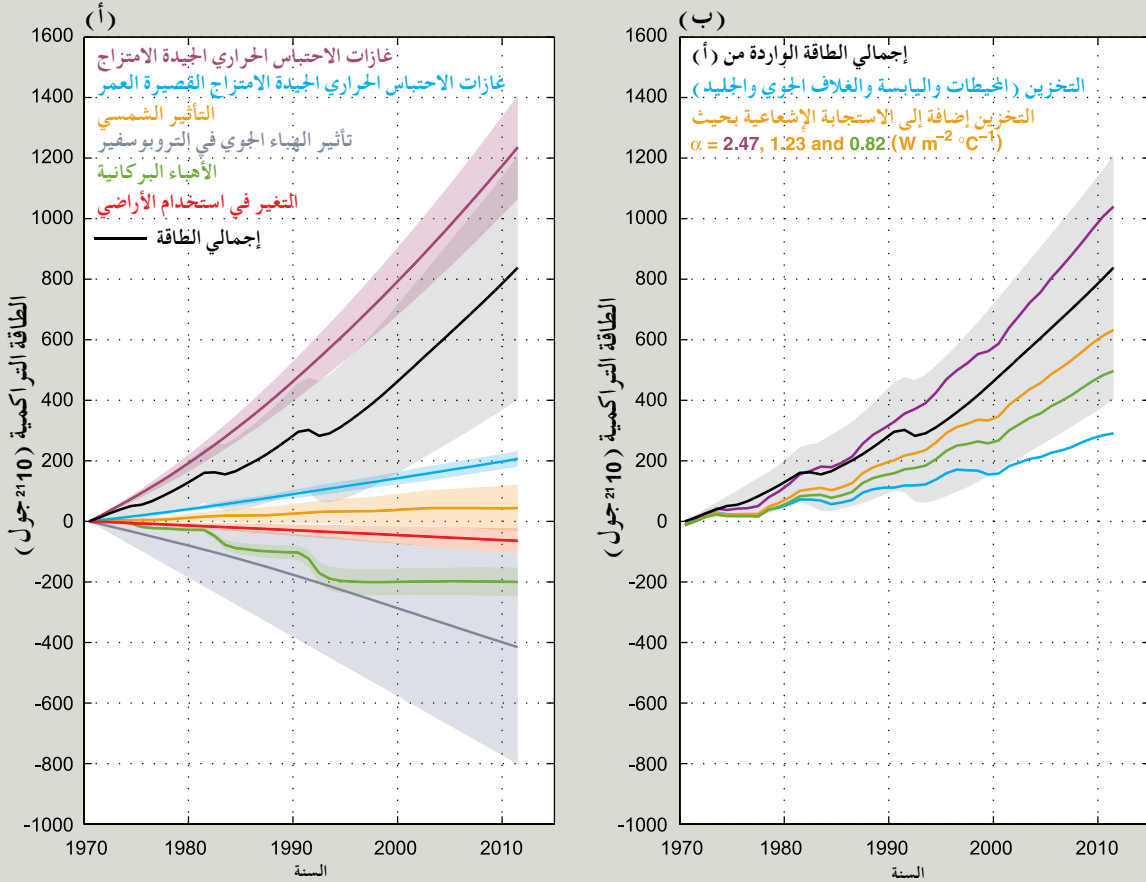 (أ)
1600
1400
1200
1000
800
600
400
200
0
-200
-400
-600
-800
-1000
الطاقة التراكمية (10²¹ جول)
غازات الاحتباس الحراري الجيدة الامتزاج
غازات الاحتباس الحراري الجيدة الامتزاج القصيرة العمر
التأثير الشمسي
تأثير الهباء الجوي في التروبوسفير
الأهباء البركانية
التغير في استخدام الأراضي
إجمالي الطاقة
1970 1980 1990 2000 2010
السنة
(ب)
1600
1400
1200
1000
800
600
400
200
0
-200
-400
-600
-800
-1000
الطاقة التراكمية (10²¹ جول)
إجمالي الطاقة الواردة من (أ)
التخزين (المحيطات واليابسة والغلاف الجوي والجليد)
التخزين إضافة إلى الاستجابة الإشعاعية بحيث
α = 2.47, 1.23 and 0.82 (W m⁻² °C⁻¹)
1970 1980 1990 2000 2010
السنة